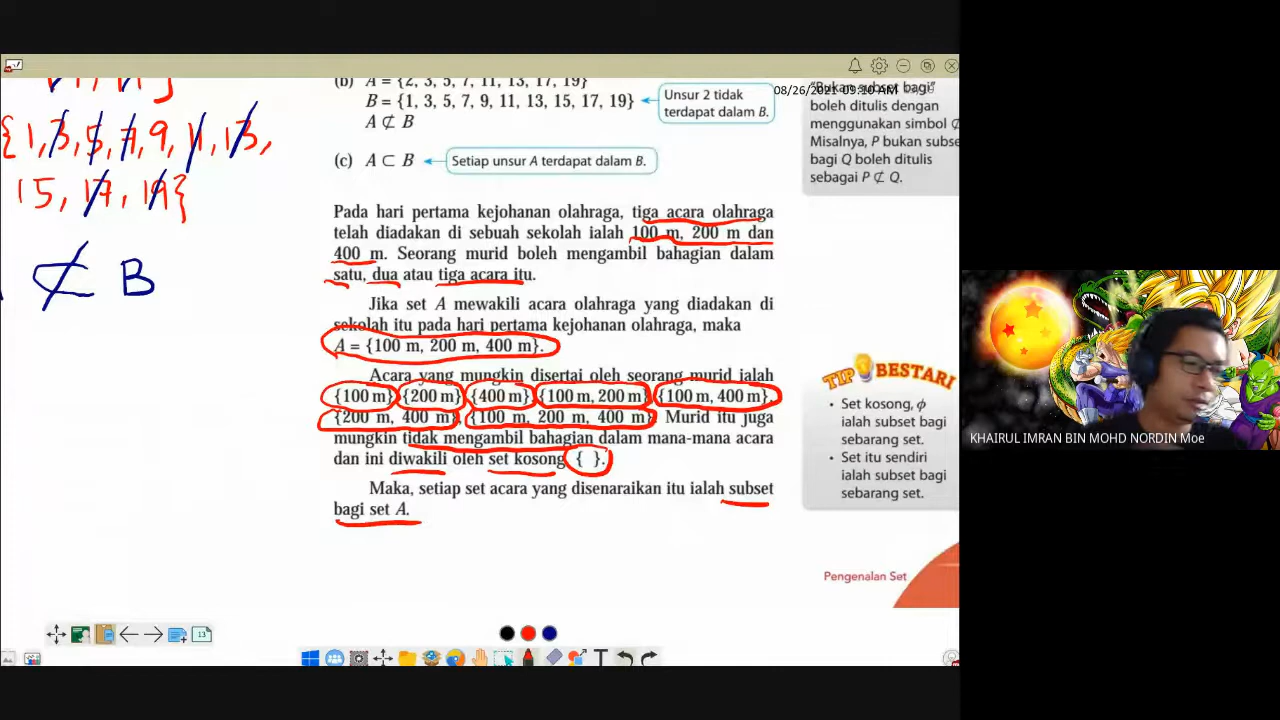 (b) A = {2, 3, 5, 7, 11, 13, 17, 19}
B = {1, 3, 5, 7, 9, 11, 13, 15, 17, 19}
A ⊄ B
Unsur 2 tidak
terdapat dalam B.
(c) A ⊂ B
Setiap unsur A terdapat dalam B.
{1, 3, 5, 7, 9, 11, 13,
15, 17, 19}
⊄ B
Pada hari pertama kejohanan olahraga, tiga acara olahraga
telah diadakan di sebuah sekolah ialah 100 m, 200 m dan
400 m. Seorang murid boleh mengambil bahagian dalam
satu, dua atau tiga acara itu.
Jika set A mewakili acara olahraga yang diadakan di
sekolah itu pada hari pertama kejohanan olahraga, maka
A = {100 m, 200 m, 400 m}.
Acara yang mungkin disertai oleh seorang murid ialah
{100 m}, {200 m}, {400 m}, {100 m, 200 m}, {100 m, 400 m},
{200 m, 400 m}, {100 m, 200 m, 400 m}. Murid itu juga
mungkin tidak mengambil bahagian dalam mana-mana acara
dan ini diwakili oleh set kosong, { }.
Maka, setiap set acara yang disenaraikan itu ialah subset
bagi set A.
08/26/2021
AM
"Bukan subset bagi"
boleh ditulis dengan
menggunakan simbol ⊄
Misalnya, P bukan subse
bagi Q boleh ditulis
sebagai P ⊄ Q.
TIP BESTARI
• Set kosong, ϕ
ialah subset bagi
sebarang set.
• Set itu sendiri
ialah subset bagi
sebarang set.
Pengenalan Set
13
T
KHAIRUL IMRAN BIN MOHD NORDIN Moe